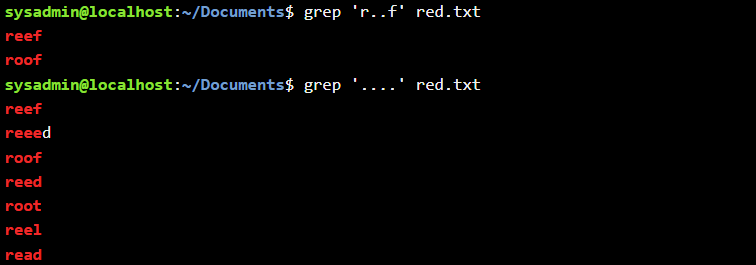 sysadmin@localhost:~/Documents$ grep 'r..f' red.txt
reef
roof
sysadmin@localhost:~/Documents$ grep '....' red.txt
reef
reeed
roof
reed
root
reel
read